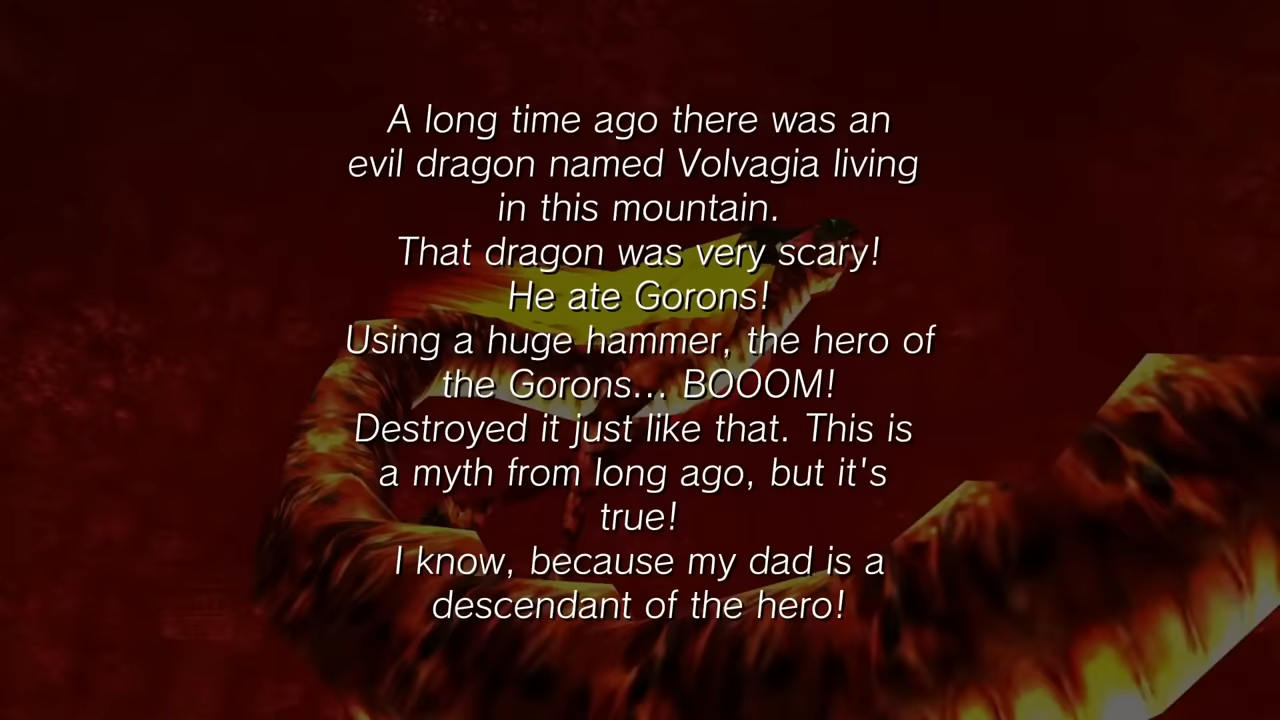 A long time ago there was an
evil dragon named Volvagia living
in this mountain.
That dragon was very scary!
He ate Gorons!
Using a huge hammer, the hero of
the Gorons... BOOOM!
Destroyed it just like that. This is
a myth from long ago, but it's
true!
I know, because my dad is a
descendant of the hero!